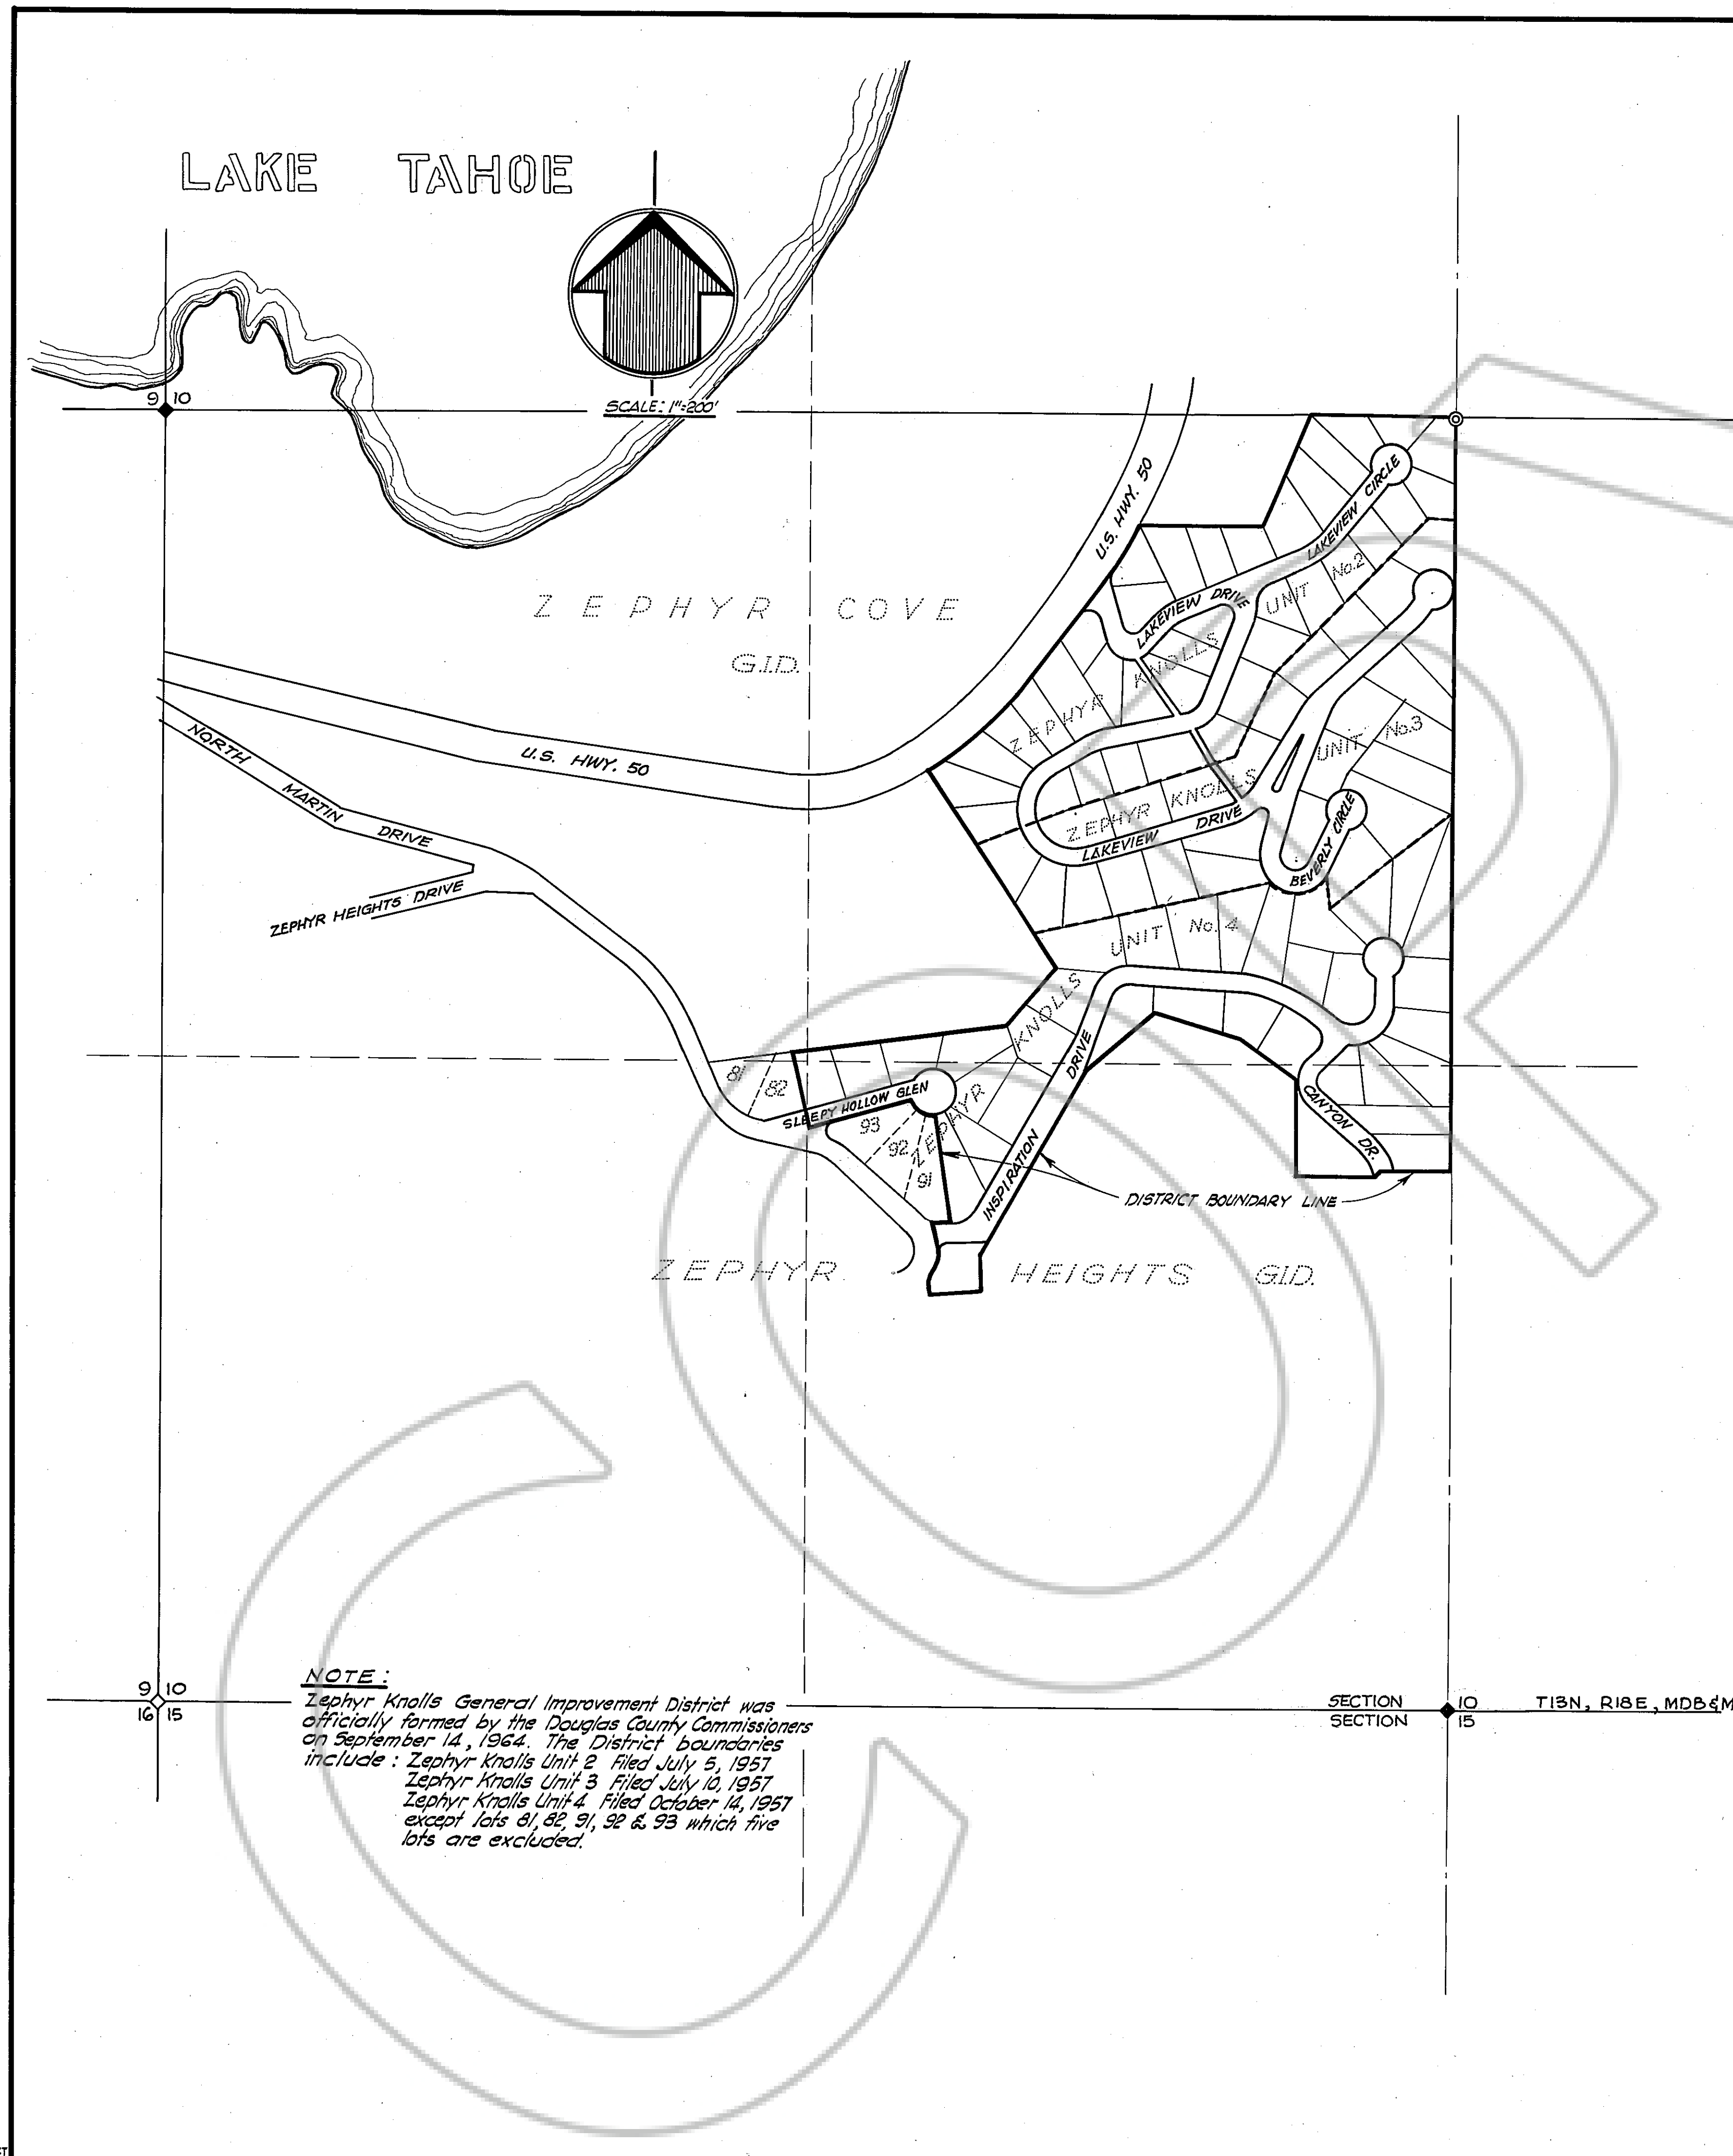 LAKE TAHOE
9 10
SCALE: 1"=200'
U.S. HWY. 50
LAKEVIEW CIRCLE
ZEPHYR COVE
G.I.D.
LAKEVIEW DRIVE
UNIT No.2
ZEPHYR KNOLLS
UNIT No.3
ZEPHYR KNOLLS
LAKEVIEW DRIVE
BEVERLY CIRCLE
U.S. HWY. 50
NORTH MARTIN DRIVE
ZEPHYR HEIGHTS DRIVE
UNIT No. 4
ZEPHYR KNOLLS
81
82
SLEEPY HOLLOW GLEN
93
92
91
INSPIRATION DRIVE
CANYON DR.
DISTRICT BOUNDARY LINE
ZEPHYR HEIGHTS G.I.D.
9 10
16 15
NOTE:
Zephyr Knolls General Improvement District was
officially formed by the Douglas County Commissioners
on September 14, 1964. The District boundaries
include : Zephyr Knolls Unit 2 Filed July 5, 1957
Zephyr Knolls Unit 3 Filed July 10, 1957
Zephyr Knolls Unit 4 Filed October 14, 1957
except lots 81, 82, 91, 92 & 93 which five
lots are excluded.
SECTION 10
SECTION 15
T13N, R18E, MDB&M